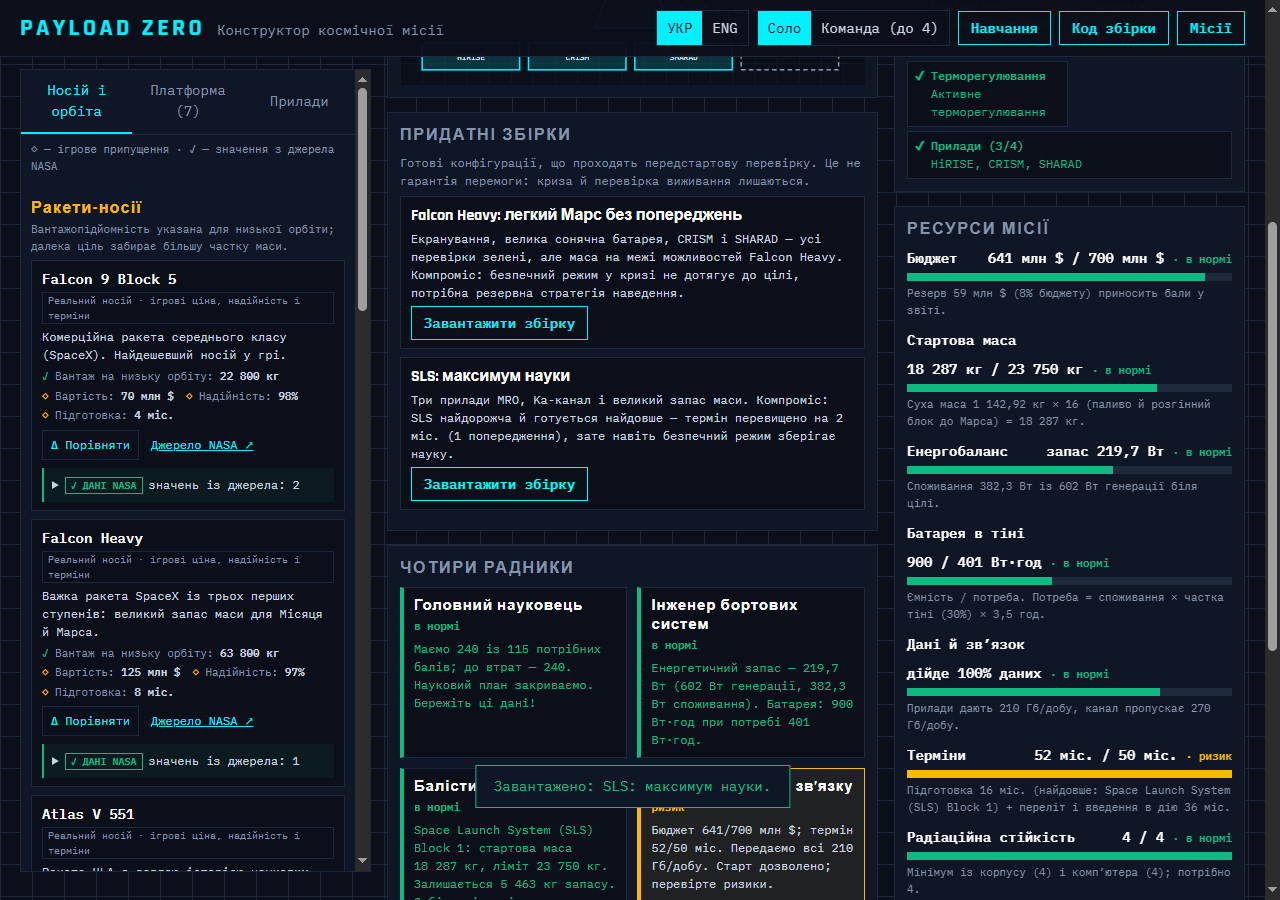 PAYLOAD ZERO Конструктор космічної місії
УКР ENG
Соло Команда (до 4)
Навчання
Код збірки
Місії
Носій і орбіта
Платформа (7)
Прилади
◇ — ігрове припущення · ✓ — значення з джерела
NASA
Ракети-носії
Вантажопідйомність указана для низької орбіти;
далека ціль забирає більшу частку маси.
Falcon 9 Block 5
Реальний носій · ігрові ціна, надійність і
терміни
Комерційна ракета середнього класу
(SpaceX). Найдешевший носій у грі.
✓ Вантаж на низьку орбіту: 22 800 кг
◇ Вартість: 70 млн $ ◇ Надійність: 98%
◇ Підготовка: 4 міс.
Δ Порівняти Джерело NASA ↗
▶ ✓ ДАНІ NASA значень із джерела: 2
Falcon Heavy
Реальний носій · ігрові ціна, надійність і
терміни
Важка ракета SpaceX із трьох перших
ступенів: великий запас маси для Місяця
й Марса.
✓ Вантаж на низьку орбіту: 63 800 кг
◇ Вартість: 125 млн $ ◇ Надійність: 97%
◇ Підготовка: 8 міс.
Δ Порівняти Джерело NASA ↗
▶ ✓ ДАНІ NASA значень із джерела: 1
Atlas V 551
Реальний носій · ігрові ціна, надійність і
терміни
HiRISE CRISM SHARAD
ПРИДАТНІ ЗБІРКИ
Готові конфігурації, що проходять передстартову перевірку. Це не
гарантія перемоги: криза й перевірка виживання лишаються.
Falcon Heavy: легкий Марс без попереджень
Екранування, велика сонячна батарея, CRISM і SHARAD — усі
перевірки зелені, але маса на межі можливостей Falcon Heavy.
Компроміс: безпечний режим у кризі не дотягує до цілі,
потрібна резервна стратегія наведення.
Завантажити збірку
SLS: максимум науки
Три прилади MRO, Ka-канал і великий запас маси. Компроміс:
SLS найдорожча й готується найдовше — термін перевищено на 2
міс. (1 попередження), зате навіть безпечний режим зберігає
науку.
Завантажити збірку
ЧОТИРИ РАДНИКИ
Головний науковець
в нормі
Маємо 240 із 115 потрібних
балів; до втрат — 240.
Науковий план закриваємо.
Бережіть ці дані!
Інженер бортових
систем
в нормі
Енергетичний запас — 219,7
Вт (602 Вт генерації, 382,3
Вт споживання). Батарея: 900
Вт·год при потребі 401
Вт·год.
в нормі
Space Launch System (SLS)
Block 1: стартова маса
18 287 кг, ліміт 23 750 кг.
Залишається 5 463 кг запасу.
зв’язку
ризик
Бюджет 641/700 млн $; термін
52/50 міс. Передаємо всі 210
Гб/добу. Старт дозволено;
перевірте ризики.
Завантажено: SLS: максимум науки.
✓ Терморегулювання
Активне
терморегулювання
✓ Прилади (3/4)
HiRISE, CRISM, SHARAD
РЕСУРСИ МІСІЇ
Бюджет 641 млн $ / 700 млн $ · в нормі
Резерв 59 млн $ (8% бюджету) приносить бали у
звіті.
Стартова маса
18 287 кг / 23 750 кг · в нормі
Суха маса 1 142,92 кг × 16 (паливо й розгінний
блок до Марса) = 18 287 кг.
Енергобаланс запас 219,7 Вт · в нормі
Споживання 382,3 Вт із 602 Вт генерації біля
цілі.
Батарея в тіні
900 / 401 Вт·год · в нормі
Ємність / потреба. Потреба = споживання × частка
тіні (30%) × 3,5 год.
Дані й зв’язок
дійде 100% даних · в нормі
Прилади дають 210 Гб/добу, канал пропускає 270
Гб/добу.
Терміни 52 міс. / 50 міс. · ризик
Підготовка 16 міс. (найдовше: Space Launch System
(SLS) Block 1) + переліт і введення в дію 36 міс.
Радіаційна стійкість 4 / 4 · в нормі
Мінімум із корпусу (4) і комп’ютера (4); потрібно
4.